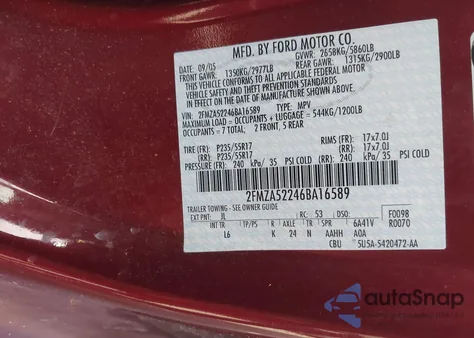 MFD. BY FORD MOTOR CO.
DATE: 09/05 GVWR: 2658KG/5860LB
FRONT GAWR: 1350KG/2977LB REAR GAWR: 1315KG/2900LB
THIS VEHICLE CONFORMS TO ALL APPLICABLE FEDERAL MOTOR
VEHICLE SAFETY AND THEFT PREVENTION STANDARDS
IN EFFECT ON THE DATE OF MANUFACTURE SHOWN ABOVE.
VIN: 2FMZA52246BA16589 TYPE: MPV
MAXIMUM LOAD = OCCUPANTS + LUGGAGE = 544KG/1200LB
OCCUPANTS = 7 TOTAL; 2 FRONT, 5 REAR
TIRE (FR): P235/55R17 RIMS (FR): 17x7.0J
(RR): P235/55R17 (RR): 17x7.0J
PRESSURE (FR): 240 kPa/ 35 PSI COLD (RR): 240 kPa/ 35 PSI COLD
2FMZA52246BA16589
TRAILER TOWING - SEE OWNER GUIDE
EXT PNT: JL RC: 53 DSO: F0098
WB INT TP/PS R AXLE TR SPR 6A41V R0070
L6 K 24 N AAHH A0A
CBU 5U5A-5420472-AA
autoSnap